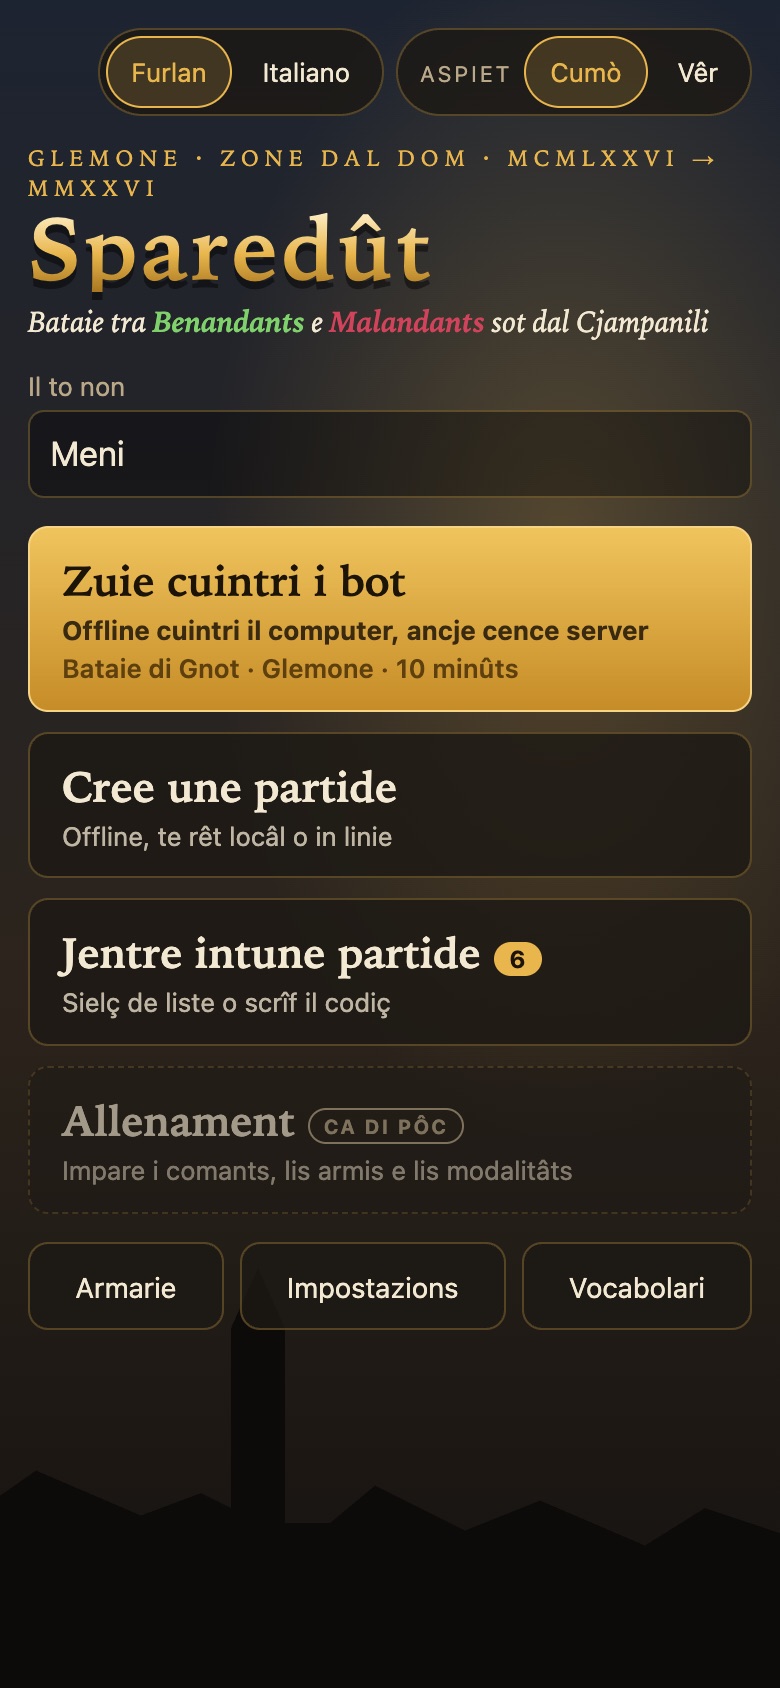 Furlan Italiano ASPIET Cumò Vêr
GLEMONE · ZONE DAL DOM · MCMLXXVI →
MMXXVI
Sparedût
Bataie tra Benandants e Malandants sot dal Cjampanili
Il to non
Meni
Zuie cuintri i bot
Offline cuintri il computer, ancje cence server
Bataie di Gnot · Glemone · 10 minûts
Cree une partide
Offline, te rêt locâl o in linie
Jentre intune partide 6
Sielç de liste o scrîf il codiç
Allenament CA DI PÔC
Impare i comants, lis armis e lis modalitâts
Armarie Impostazions Vocabolari